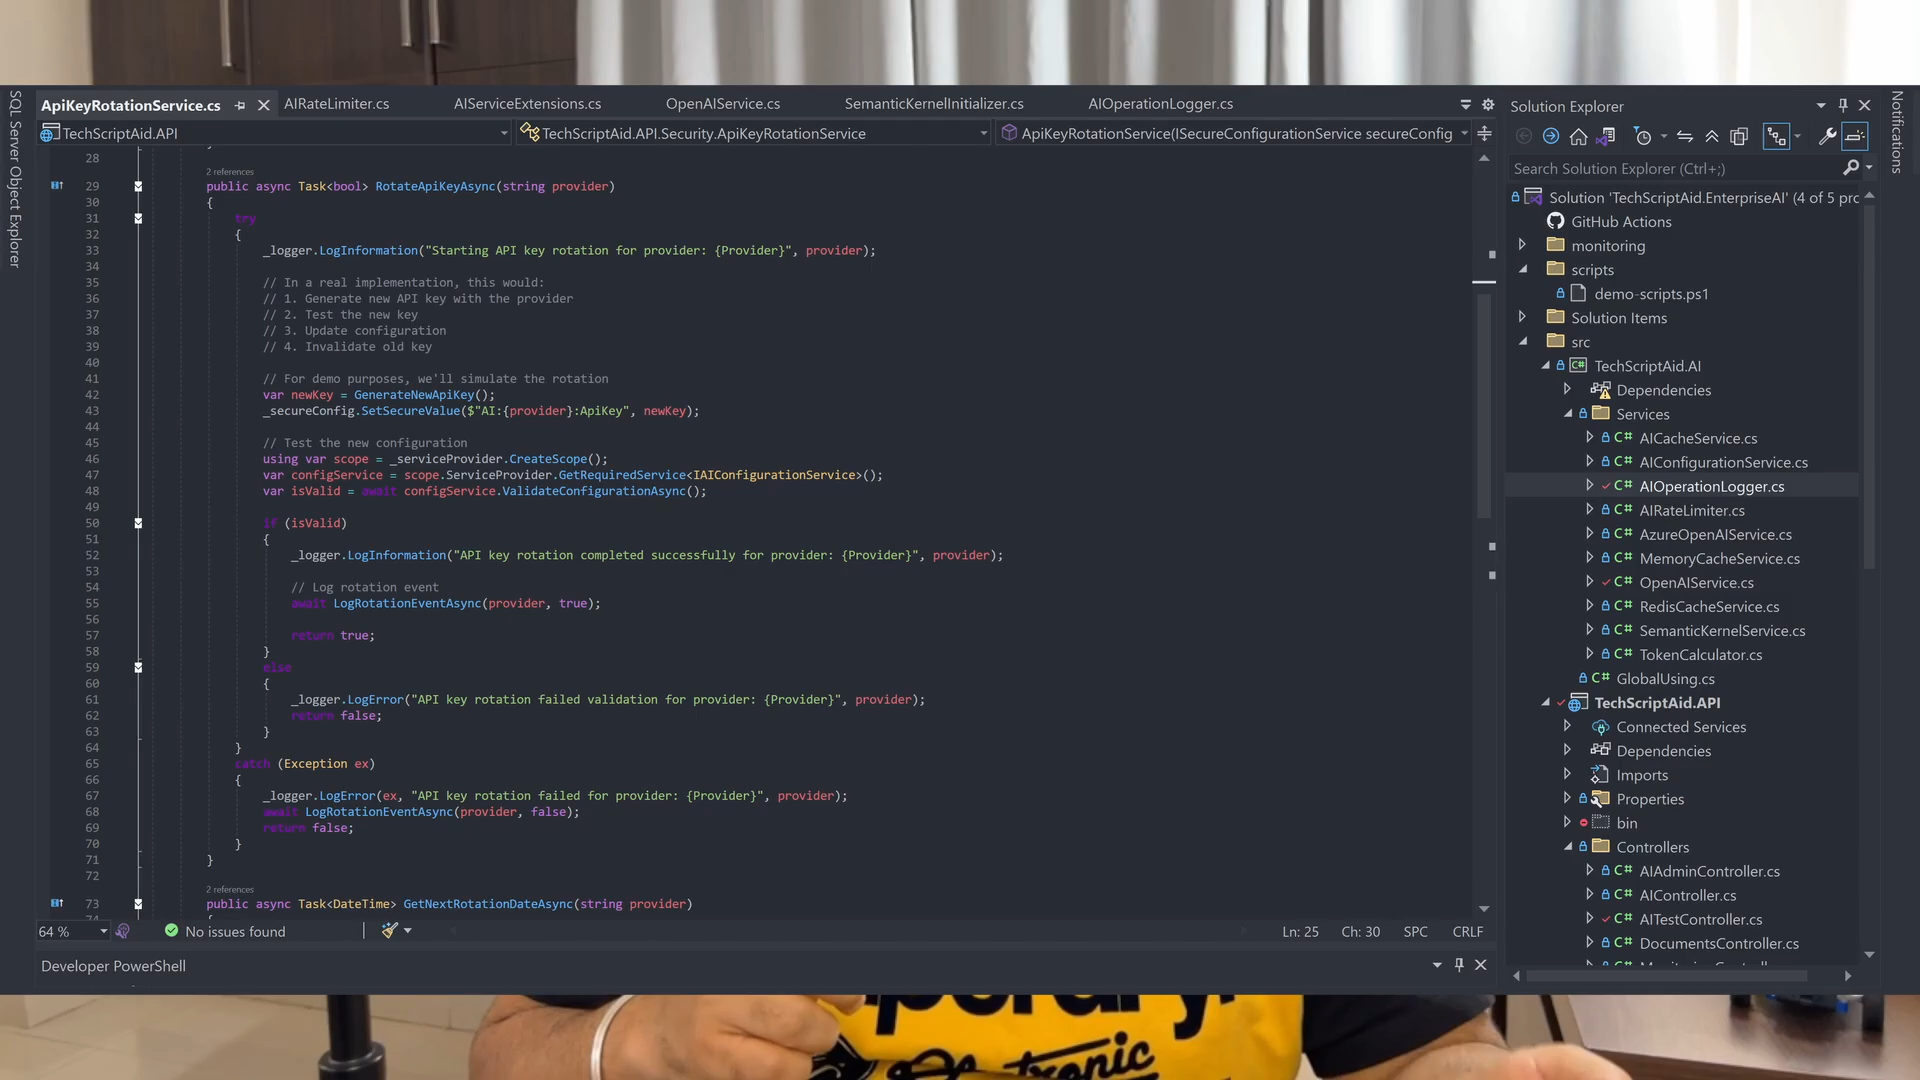 SQL Server Object Explorer
ApiKeyRotationService.cs
AIRateLimiter.cs
AIServiceExtensions.cs
OpenAIService.cs
SemanticKernelInitializer.cs
AIOperationLogger.cs
TechScriptAid.API
TechScriptAid.API.Security.ApiKeyRotationService
ApiKeyRotationService(ISecureConfigurationService secureConfig
28
2 references
29 public async Task<bool> RotateApiKeyAsync(string provider)
30 {
31 try
32 {
33 _logger.LogInformation("Starting API key rotation for provider: {Provider}", provider);
34
35 // In a real implementation, this would:
36 // 1. Generate new API key with the provider
37 // 2. Test the new key
38 // 3. Update configuration
39 // 4. Invalidate old key
40
41 // For demo purposes, we'll simulate the rotation
42 var newKey = GenerateNewApiKey();
43 _secureConfig.SetSecureValue($"AI:{provider}:ApiKey", newKey);
44
45 // Test the new configuration
46 using var scope = _serviceProvider.CreateScope();
47 var configService = scope.ServiceProvider.GetRequiredService<IAIConfigurationService>();
48 var isValid = await configService.ValidateConfigurationAsync();
49
50 if (isValid)
51 {
52 _logger.LogInformation("API key rotation completed successfully for provider: {Provider}", provider);
53
54 // Log rotation event
55 await LogRotationEventAsync(provider, true);
56
57 return true;
58 }
59 else
60 {
61 _logger.LogError("API key rotation failed validation for provider: {Provider}", provider);
62 return false;
63 }
64 }
65 catch (Exception ex)
66 {
67 _logger.LogError(ex, "API key rotation failed for provider: {Provider}", provider);
68 await LogRotationEventAsync(provider, false);
69 return false;
70 }
71 }
72
2 references
73 public async Task<DateTime> GetNextRotationDateAsync(string provider)
74 {
64 %
No issues found
Ln: 25 Ch: 30 SPC CRLF
Developer PowerShell
Solution Explorer
Search Solution Explorer (Ctrl+;)
Solution 'TechScriptAid.EnterpriseAI' (4 of 5 prc
GitHub Actions
monitoring
scripts
demo-scripts.ps1
Solution Items
src
TechScriptAid.AI
Dependencies
Services
C# AICacheService.cs
C# AIConfigurationService.cs
C# AIOperationLogger.cs
C# AIRateLimiter.cs
C# AzureOpenAIService.cs
C# MemoryCacheService.cs
C# OpenAIService.cs
C# RedisCacheService.cs
C# SemanticKernelService.cs
C# TokenCalculator.cs
C# GlobalUsing.cs
TechScriptAid.API
Connected Services
Dependencies
Imports
Properties
bin
Controllers
C# AIAdminController.cs
C# AIController.cs
C# AITestController.cs
C# DocumentsController.cs
Notifications